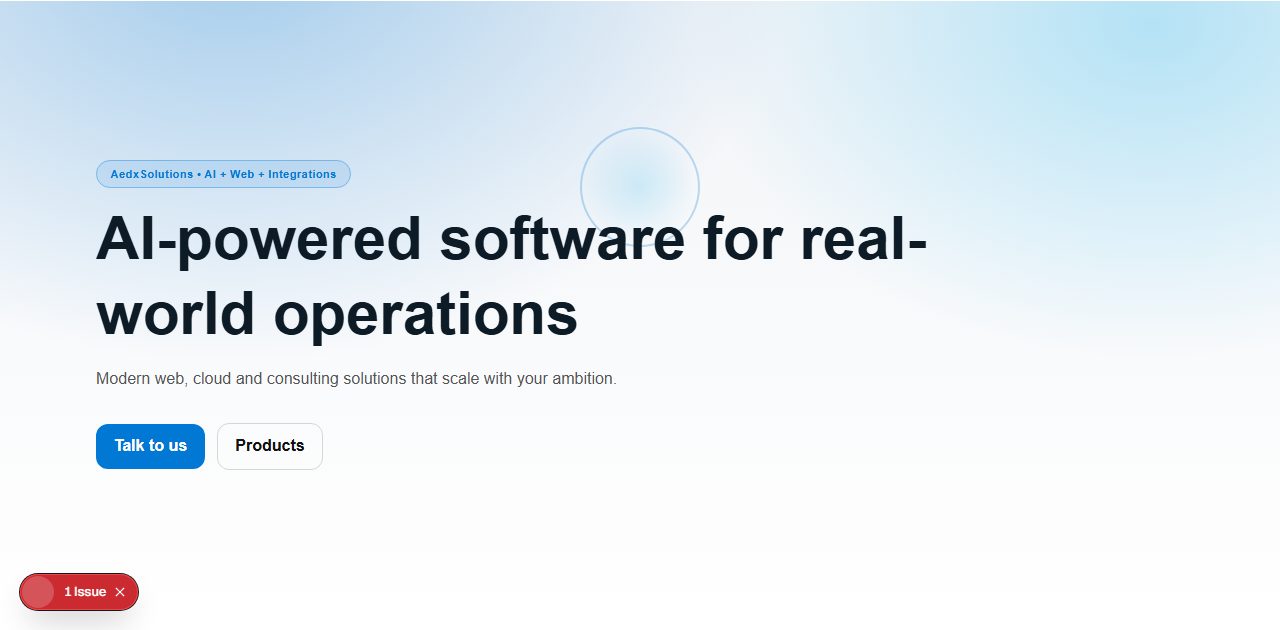 AedxSolutions • AI + Web + Integrations
AI-powered software for real-
world operations
Modern web, cloud and consulting solutions that scale with your ambition.
Talk to us
Products
1 Issue